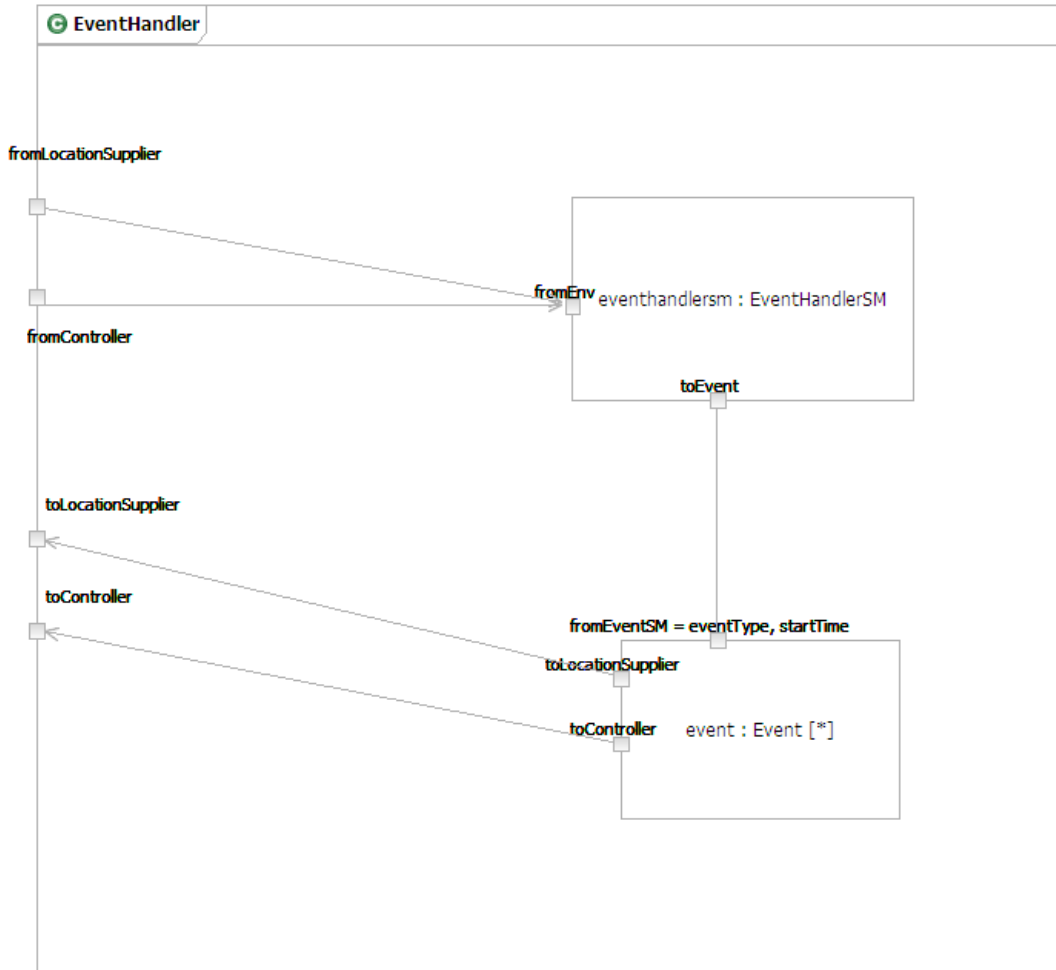 EventHandler
fromLocationSupplier
fromEnv
eventhandlersm : EventHandlerSM
fromController
toEvent
toLocationSupplier
toController
fromEventSM = eventType, startTime
toLocationSupplier
toController
event : Event [*]